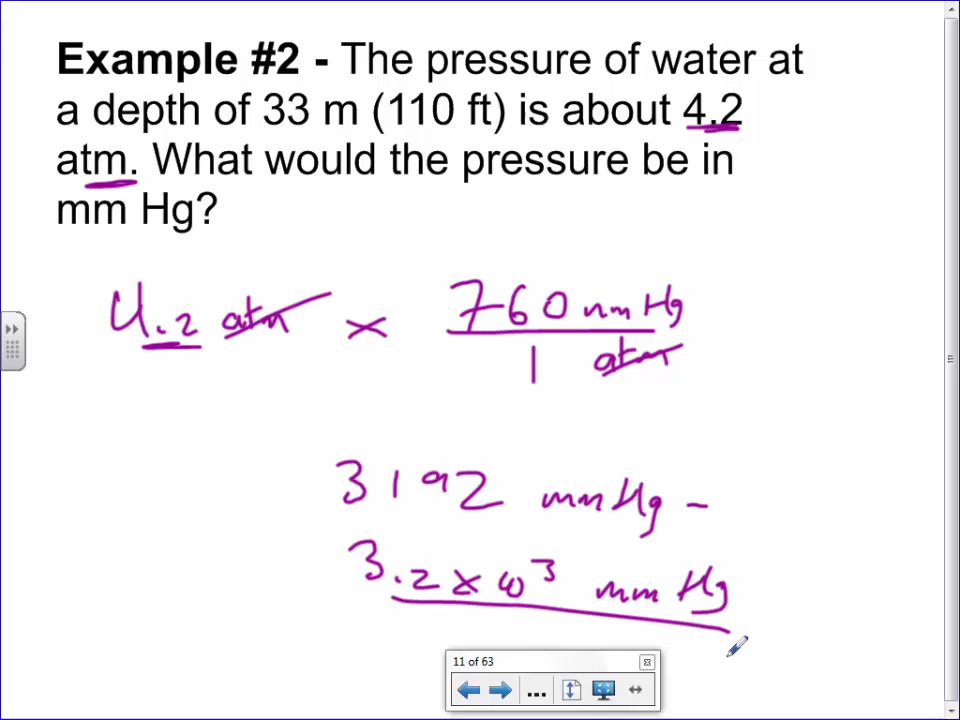 Example #2 - The pressure of water at
a depth of 33 m (110 ft) is about 4.2
atm. What would the pressure be in
mm Hg?
4.2 atm × 760 mm Hg
1 atm
3192 mm Hg -
3.2 × 10³ mm Hg
11 of 63
...